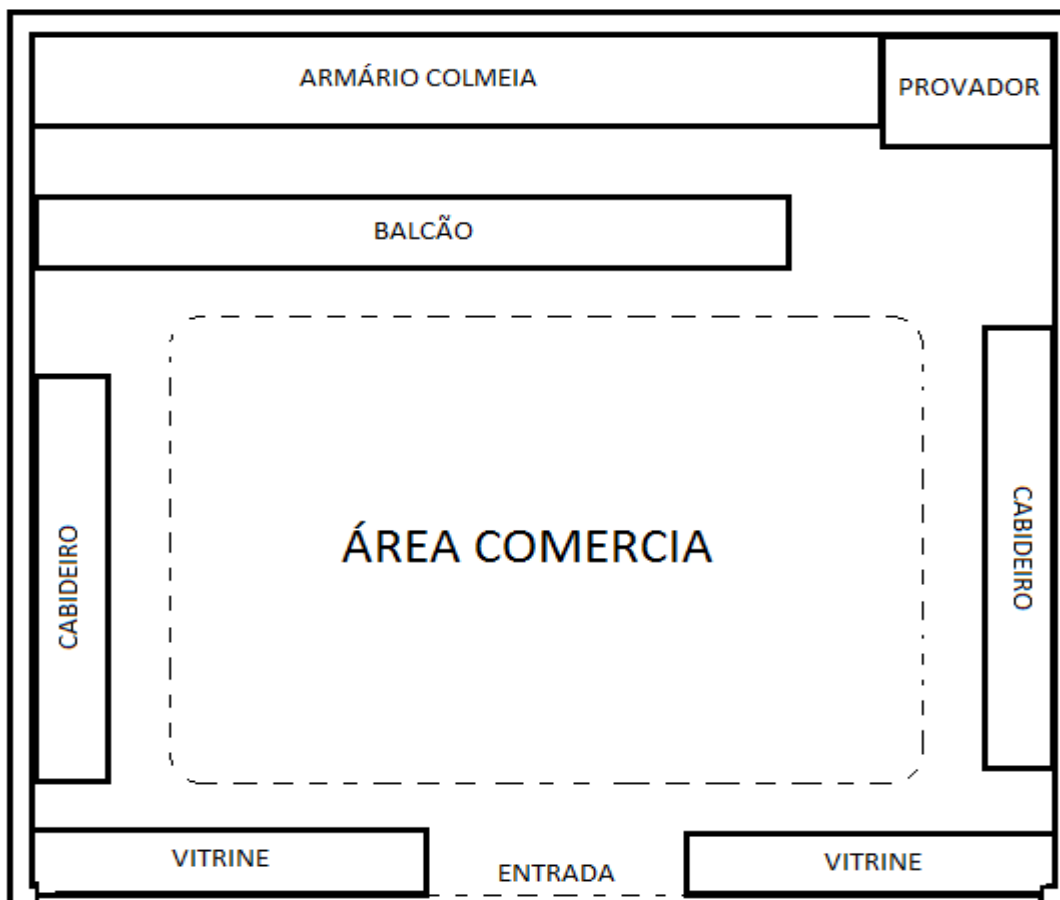 ARMÁRIO COLMEIA
PROVADOR
BALCÃO
CABIDEIRO
ÁREA COMERCIA
CABIDEIRO
VITRINE
ENTRADA
VITRINE